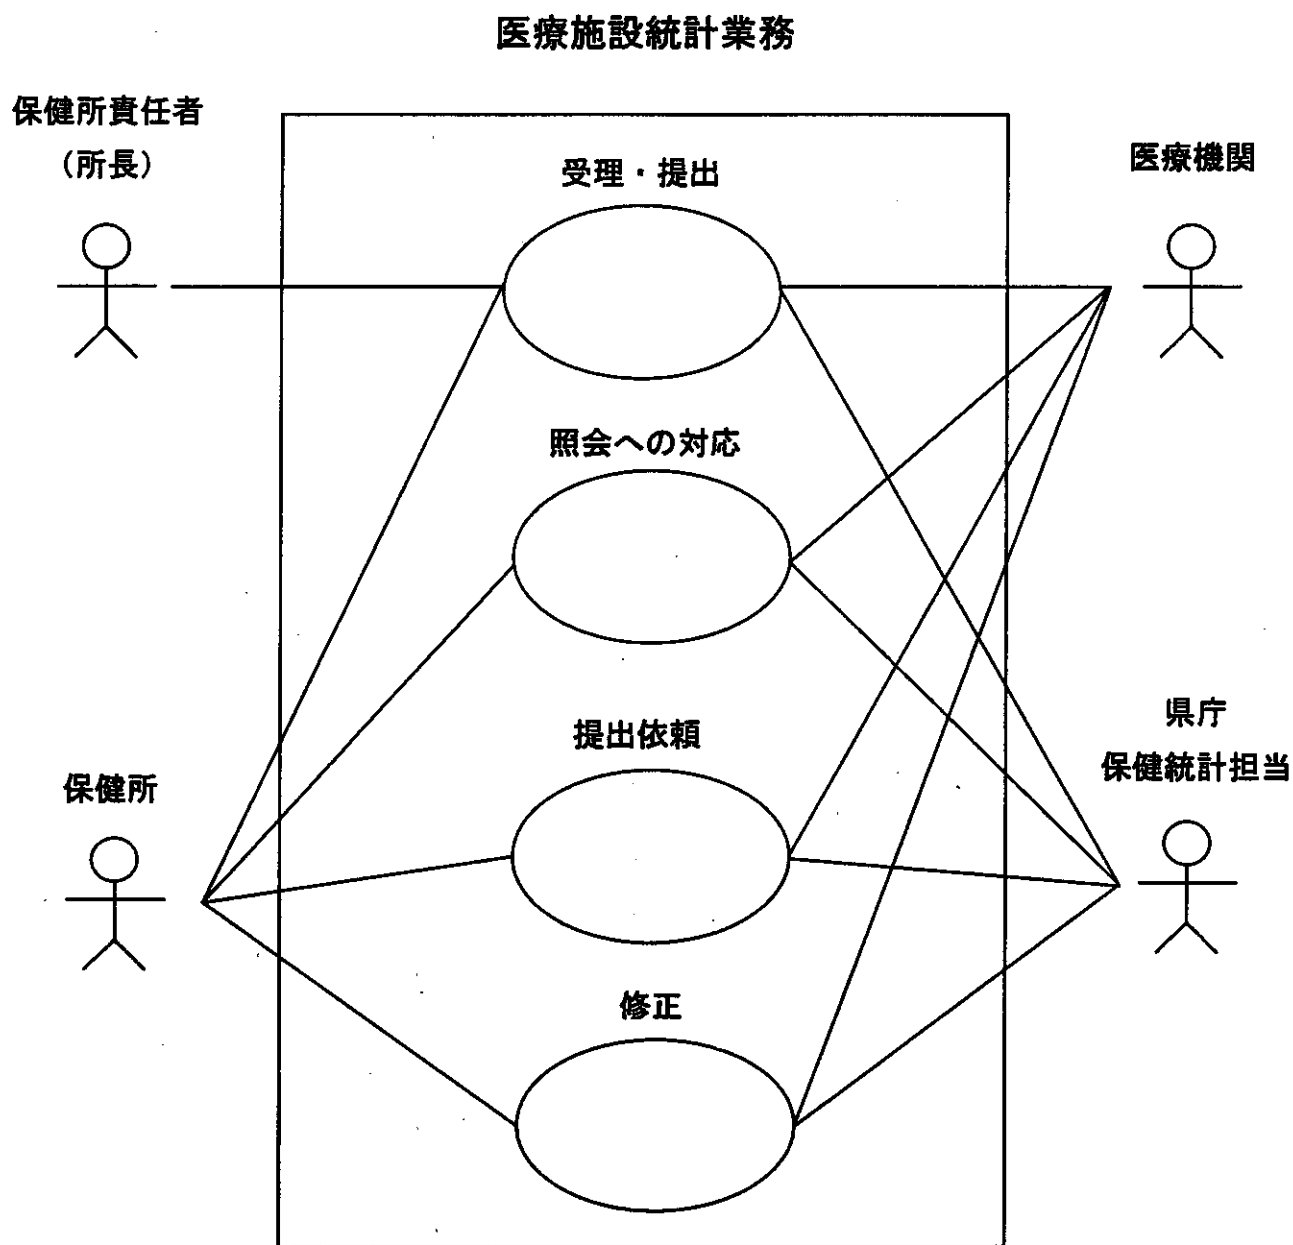 医療施設統計業務
保健所責任者
（所長）
医療機関
受理・提出
照会への対応
提出依頼
県庁
保健統計担当
保健所
修正